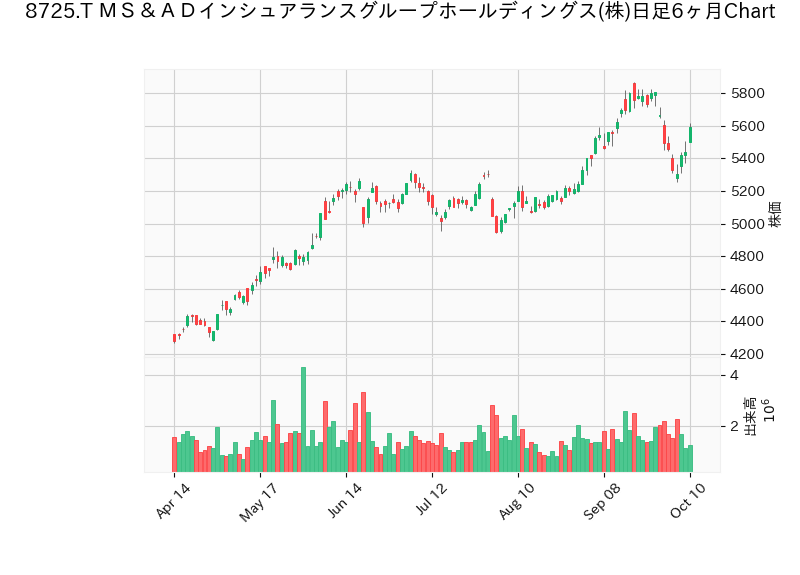 8725.T ＭＳ＆ＡＤインシュアランスグループホールディングス(株)日足6ヶ月Chart
5800
5600
5400
5200
5000
4800
4600
4400
4200
株価
4
2
出来高
10^6
Apr 14
May 17
Jun 14
Jul 12
Aug 10
Sep 08
Oct 10